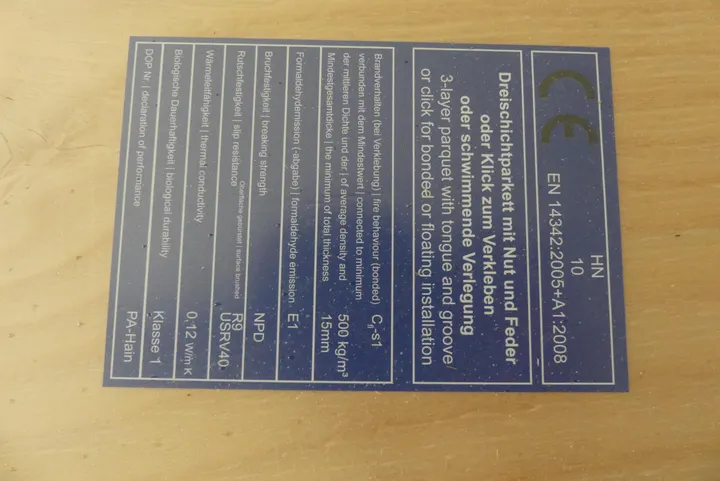 CE
HN
10
EN 14342:2005+A1:2008
Dreischichtparkett mit Nut und Feder
oder Klick zum Verkleben
oder schwimmende Verlegung
3-layer parquet with tongue and groove/
or click for bonded or floating installation
Brandverhalten (bei Verklebung) | fire behaviour (bonded) Cfl-s1
verbunden mit dem Mindestwert | connected to minimum
der mittleren Dichte und der | of average density and 500 kg/m³
Mindestgesamtdicke | the minimum of total thickness 15mm
Formaldehydemission (-abgabe) | formaldehyde emission E1
Bruchfestigkeit | breaking strength NPD
Rutschfestigkeit | slip resistance R9
Oberfläche gebürstet | surface brushed USRV40
Wärmeleitfähigkeit | thermal conductivity 0,12 W/m K
Biologische Dauerhaftigkeit | biological durability Klasse 1
DOP Nr. | declaration of performance PA-Hain